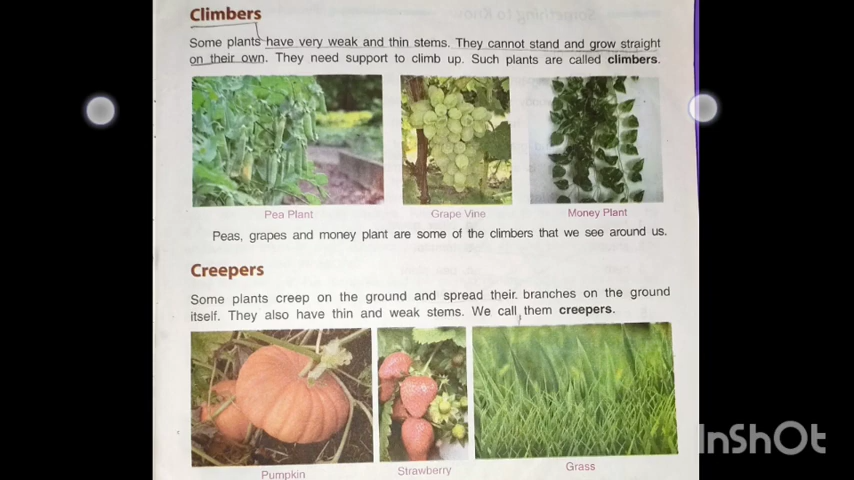 Climbers
Some plants have very weak and thin stems. They cannot stand and grow straight
on their own. They need support to climb up. Such plants are called climbers.
Pea Plant
Grape Vine
Money Plant
Peas, grapes and money plant are some of the climbers that we see around us.
Creepers
Some plants creep on the ground and spread their branches on the ground
itself. They also have thin and weak stems. We call them creepers.
Pumpkin
Strawberry
Grass
InShOt